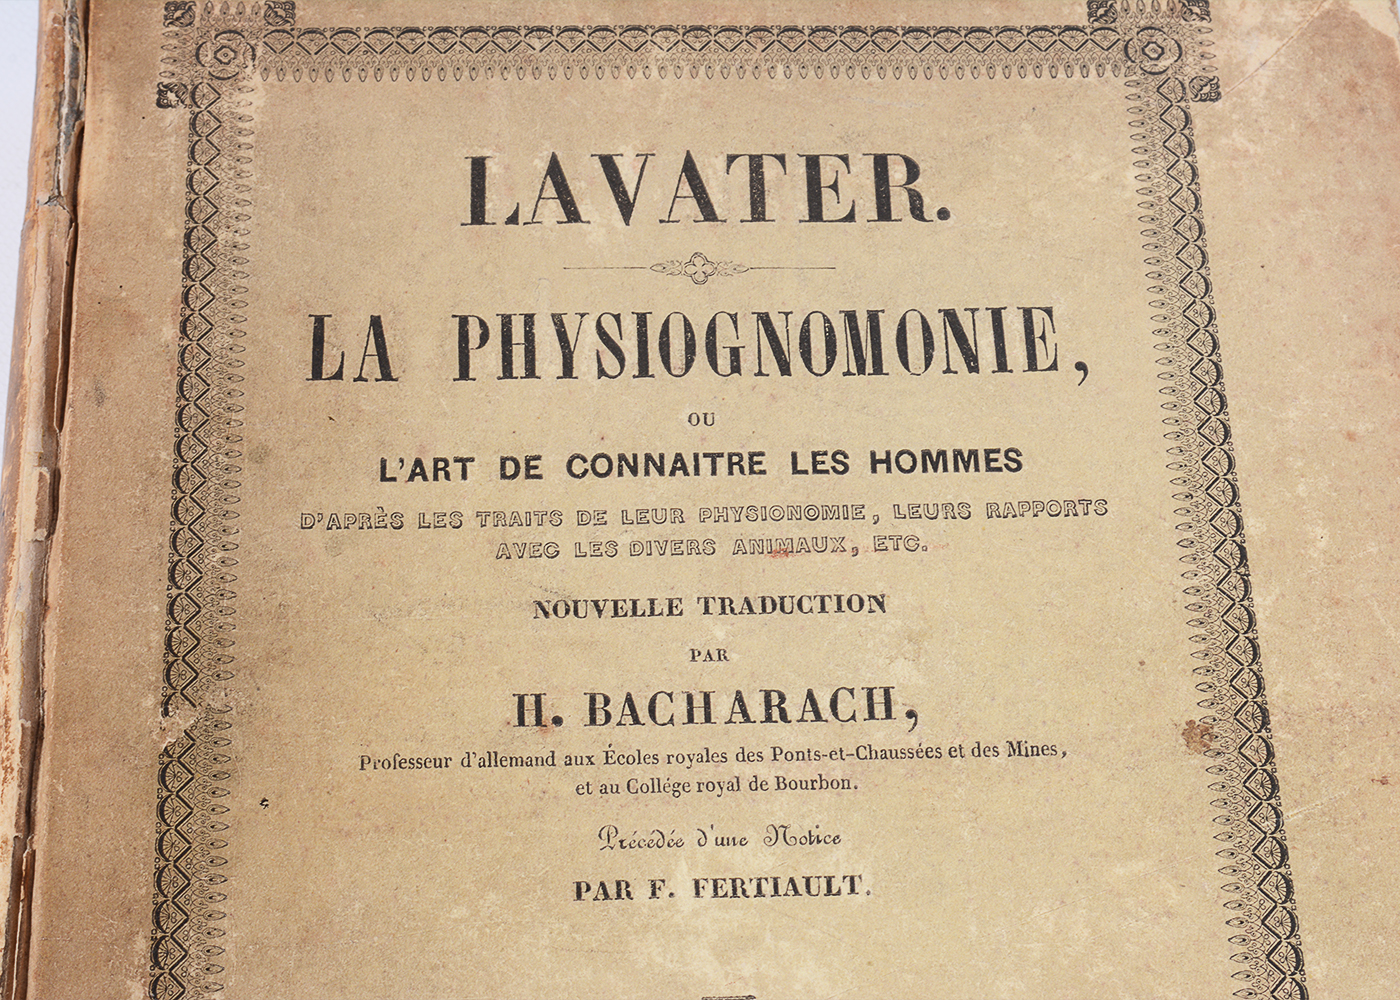 LAVATER.
LA PHYSIOGNOMONIE,
OU
L'ART DE CONNAITRE LES HOMMES
D'APRÈS LES TRAITS DE LEUR PHYSIONOMIE, LEURS RAPPORTS
AVEC LES DIVERS ANIMAUX, ETC.
NOUVELLE TRADUCTION
PAR
H. BACHARACH,
Professeur d'allemand aux Écoles royales des Ponts-et-Chaussées et des Mines,
et au Collége royal de Bourbon.
Précédée d'une Notice
PAR F. FERTIAULT.